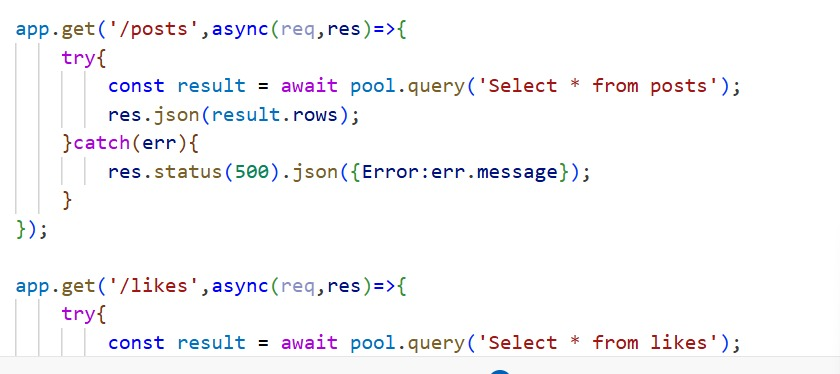 app.get('/posts',async(req,res)=>{
try{
const result = await pool.query('Select * from posts');
res.json(result.rows);
}catch(err){
res.status(500).json({Error:err.message});
}
});
app.get('/likes',async(req,res)=>{
try{
const result = await pool.query('Select * from likes');